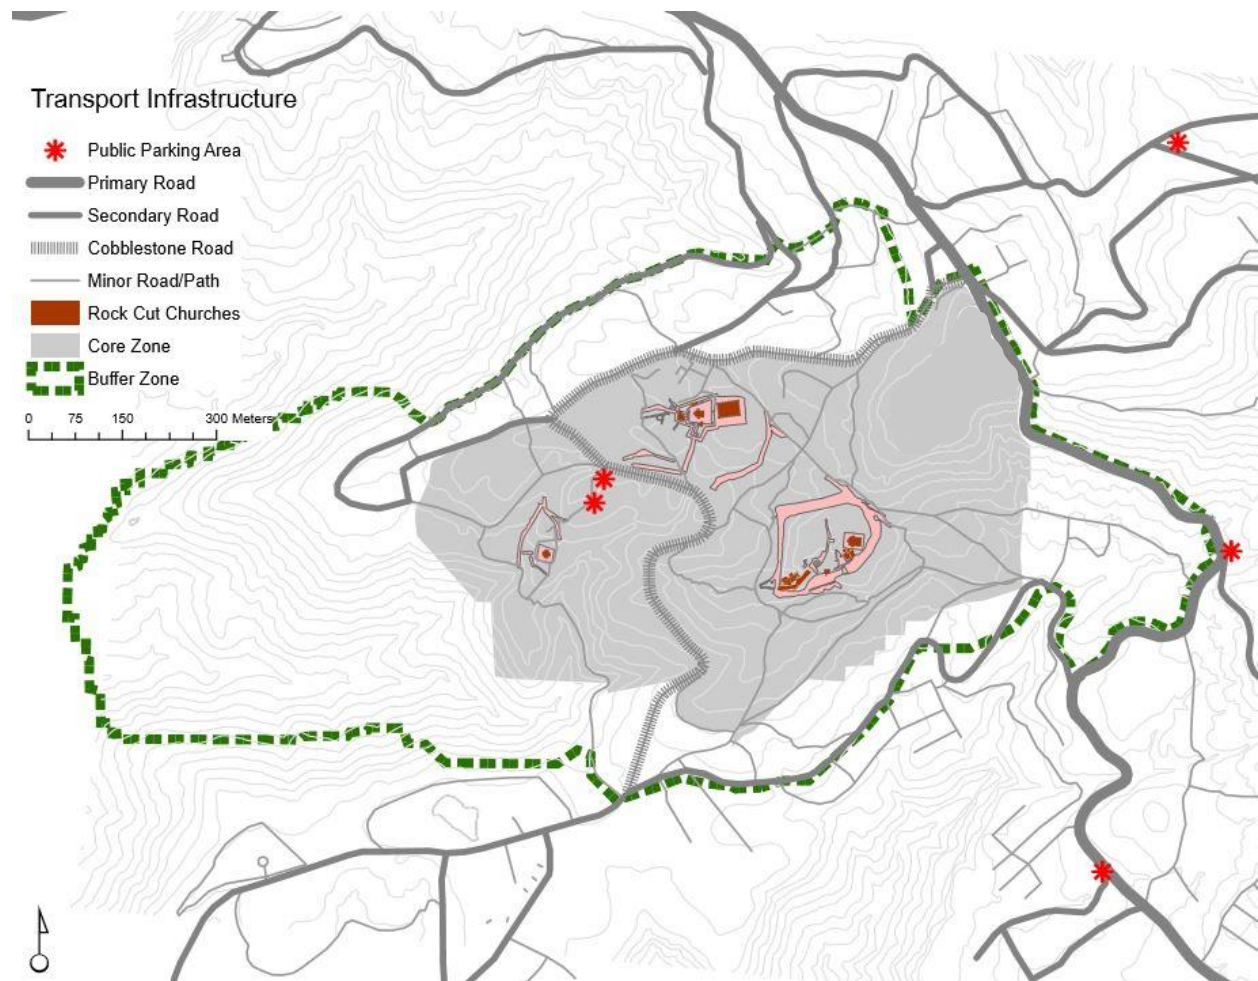 Transport Infrastructure
Public Parking Area
Primary Road
Secondary Road
Cobblestone Road
Minor Road/Path
Rock Cut Churches
Core Zone
Buffer Zone
0 75 150 300 Meters